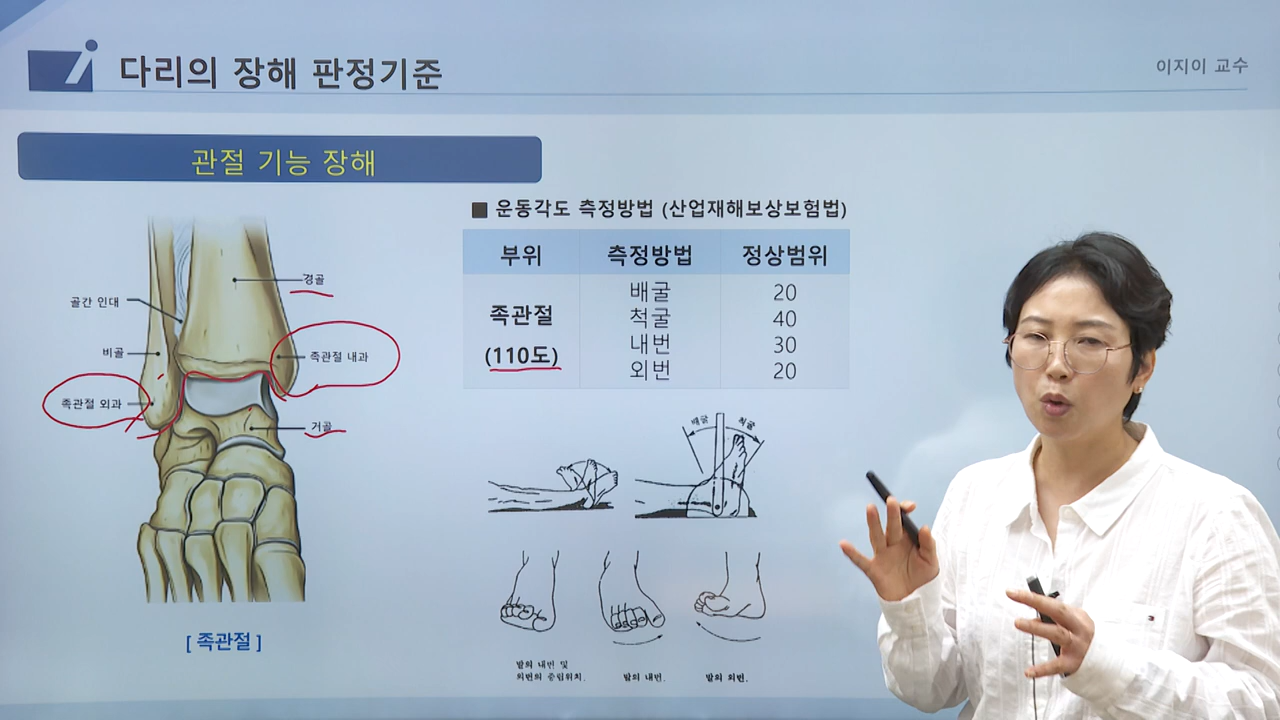 다리의 장해 판정기준
이지이 교수
관절 기능 장해
■ 운동각도 측정방법 (산업재해보상보험법)
부위 측정방법 정상범위
족관절
(110도)
배굴 20
척굴 40
내번 30
외번 20
경골
골간 인대
비골
족관절 내과
족관절 외과
거골
[ 족관절 ]
배굴 척굴
발의 내번 및
외번의 중립위치.
발의 내번.
발의 외번.